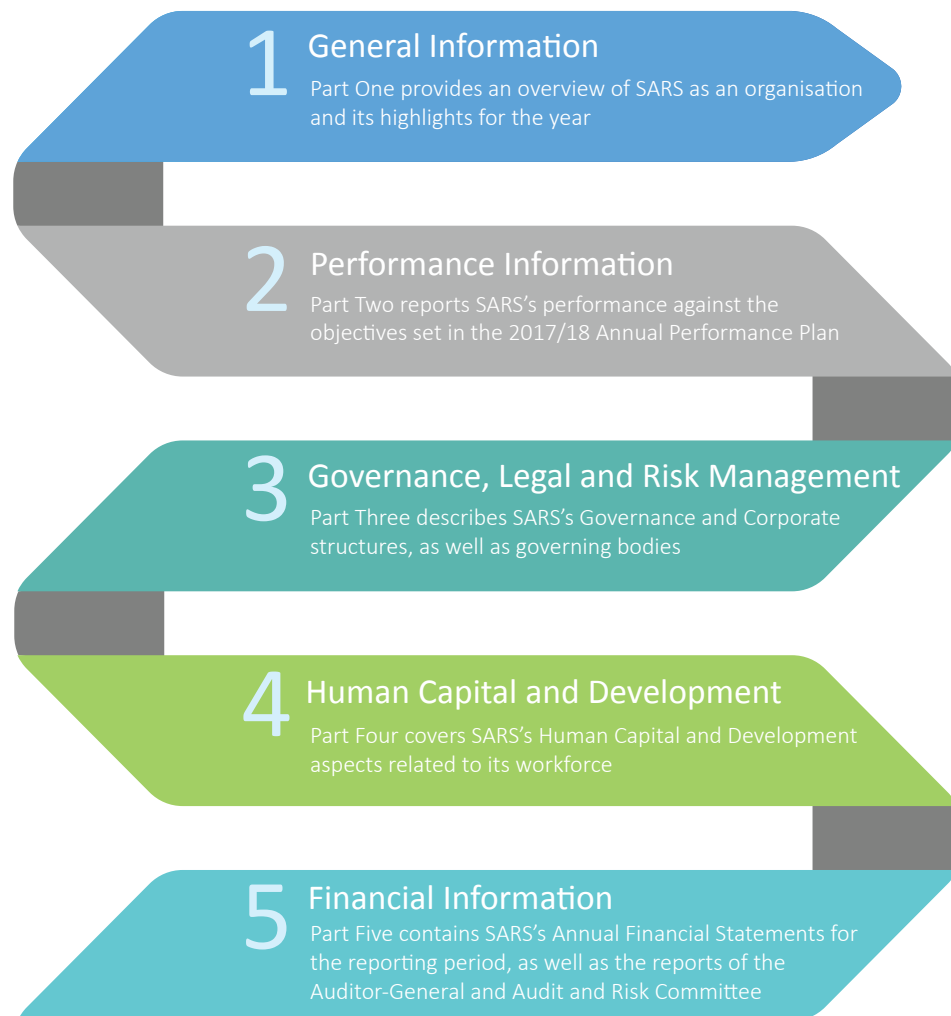 1
General Information
Part One provides an overview of SARS as an organisation
and its highlights for the year
2
Performance Information
Part Two reports SARS's performance against the
objectives set in the 2017/18 Annual Performance Plan
3
Governance, Legal and Risk Management
Part Three describes SARS's Governance and Corporate
structures, as well as governing bodies
4
Human Capital and Development
Part Four covers SARS's Human Capital and Development
aspects related to its workforce
5
Financial Information
Part Five contains SARS's Annual Financial Statements for
the reporting period, as well as the reports of the
Auditor-General and Audit and Risk Committee